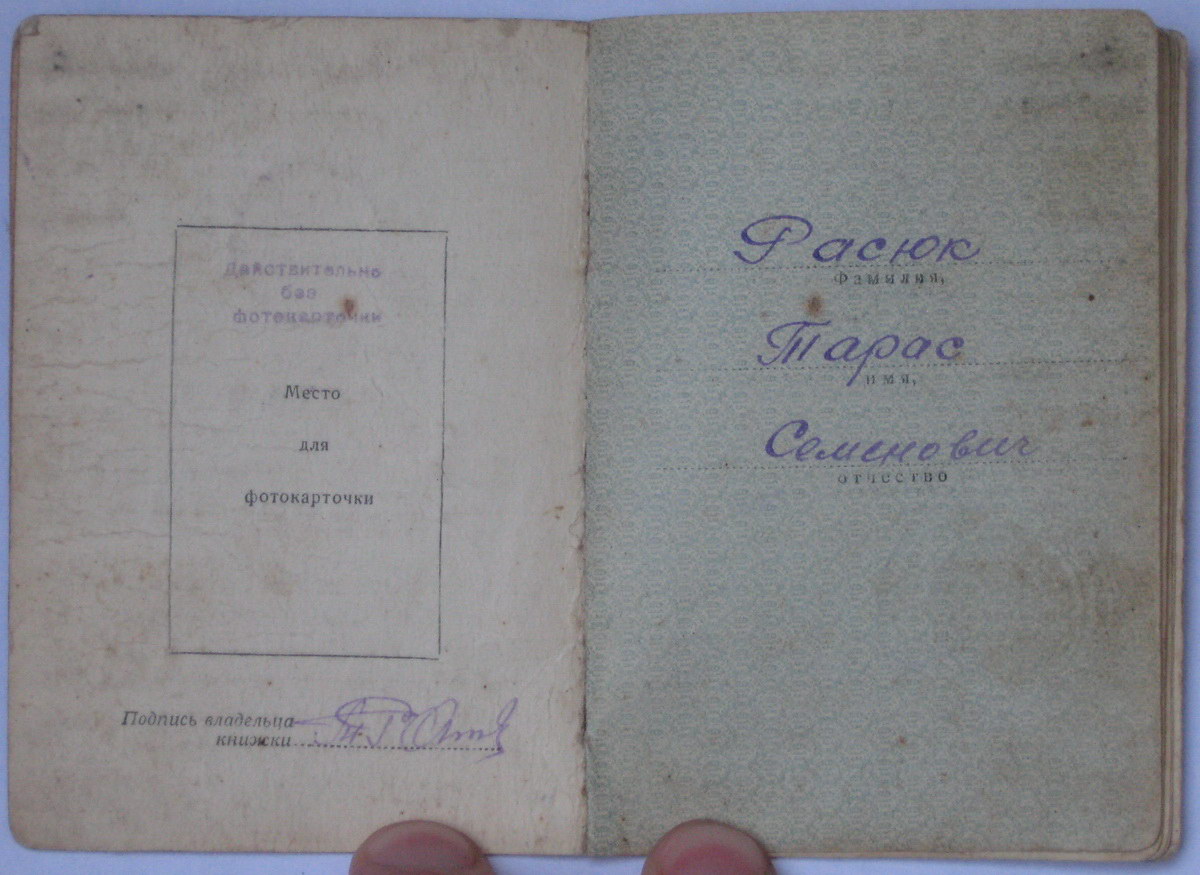 Действительно
без
фотокарточки
Место
для
фотокарточки
Подпись владельца
книжки
Расюк
Фамилия,
Тарас
имя,
Семенович
отчество